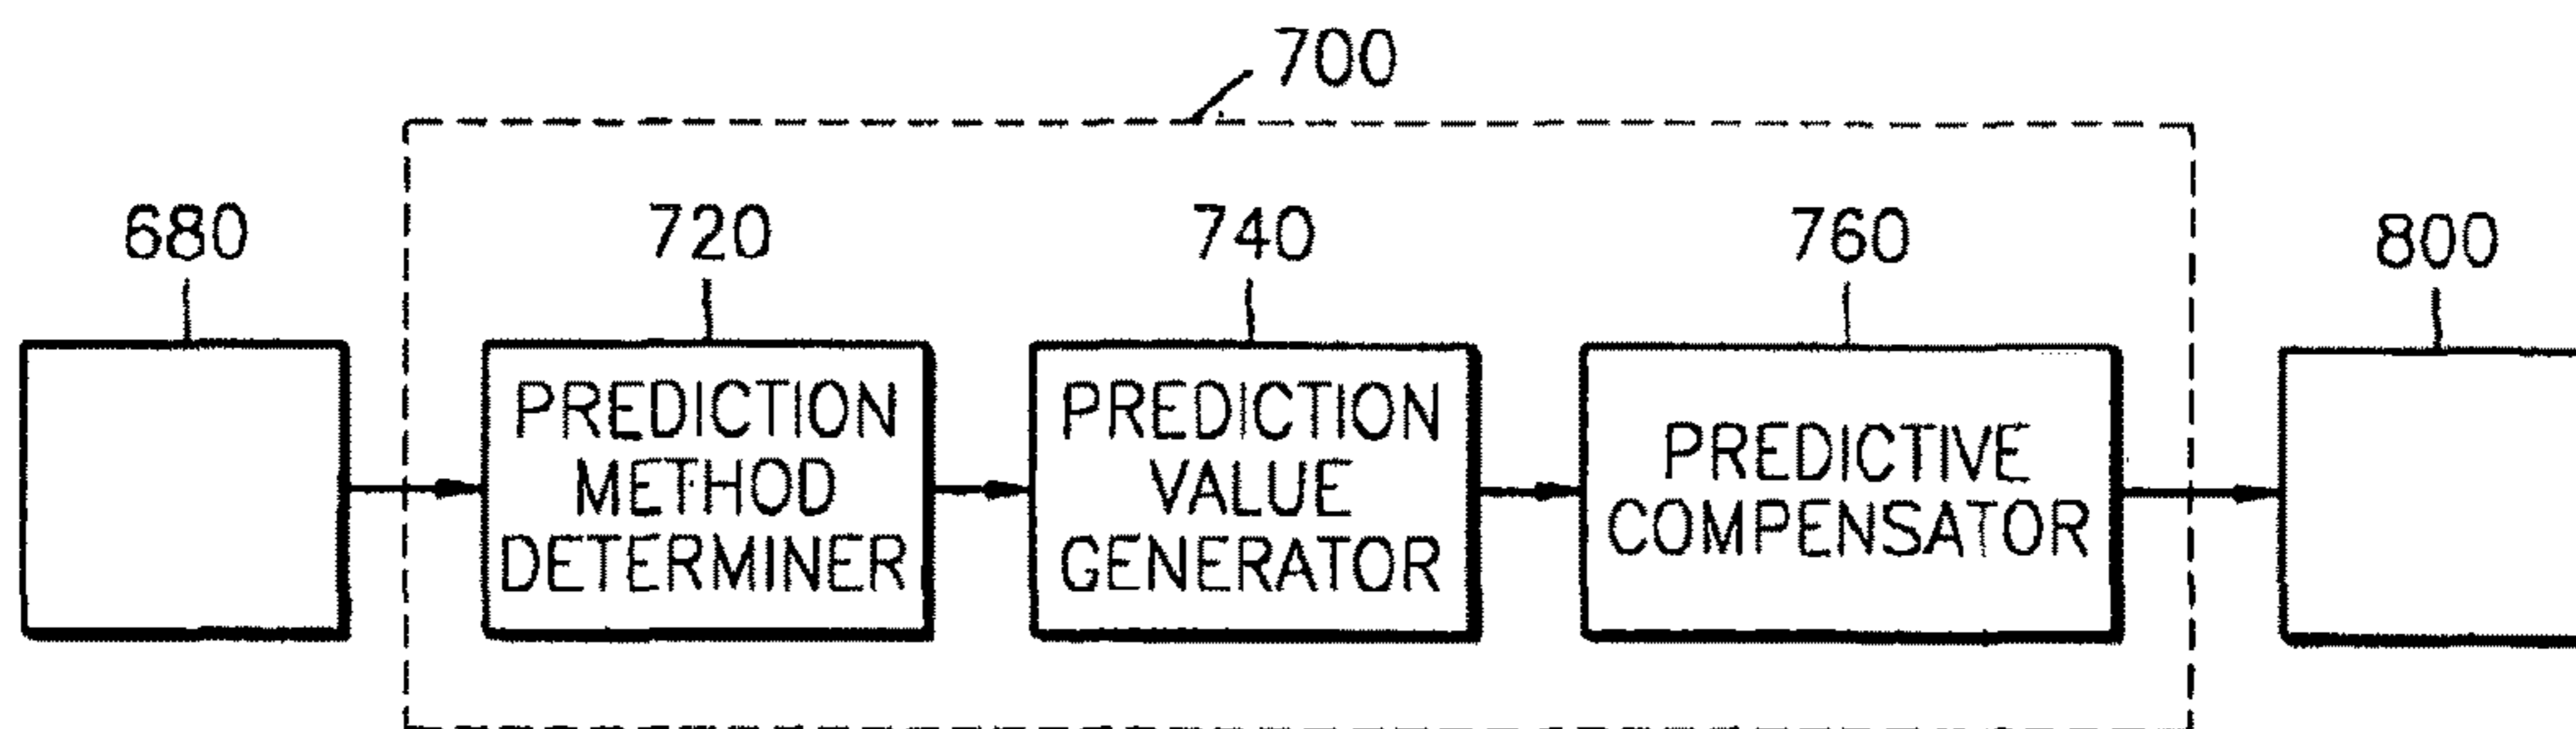 700
680
720
740
760
800
PREDICTION
METHOD
DETERMINER
PREDICTION
VALUE
GENERATOR
PREDICTIVE
COMPENSATOR